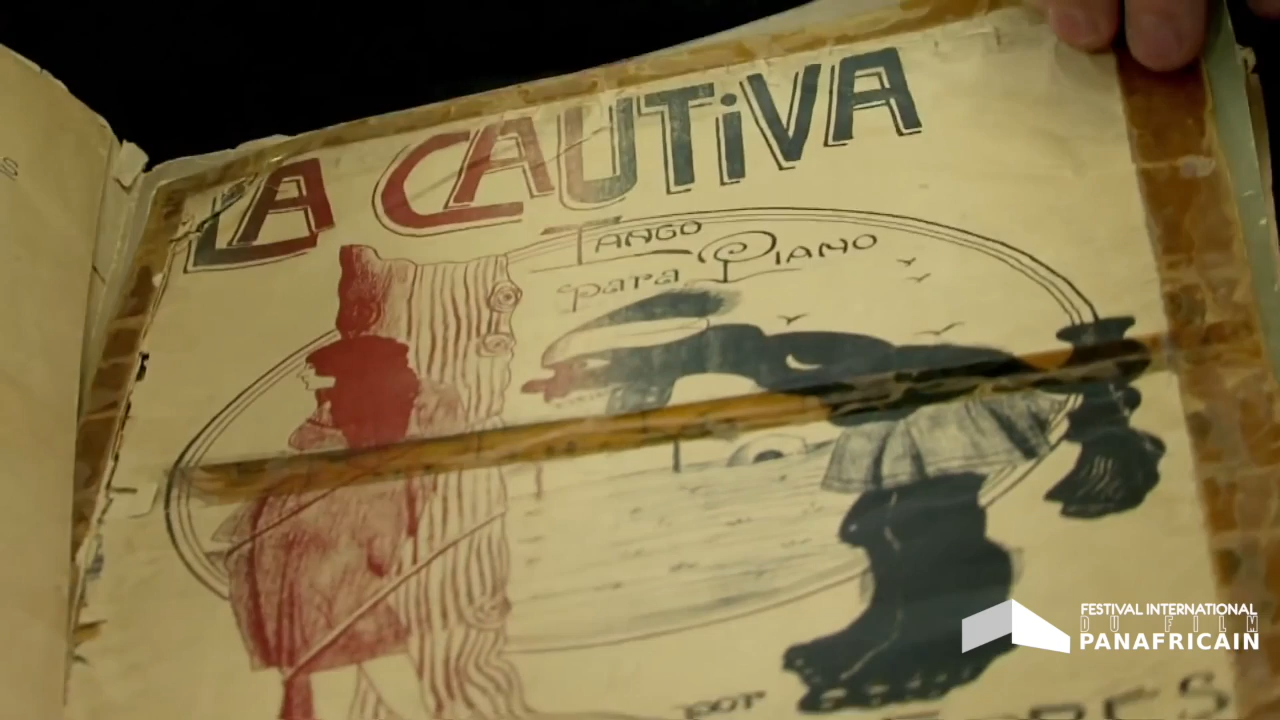 LA CAUTiVA
TANGO
para PIANO
por
FESTIVAL INTERNATIONAL
DU FILM
PANAFRICAIN